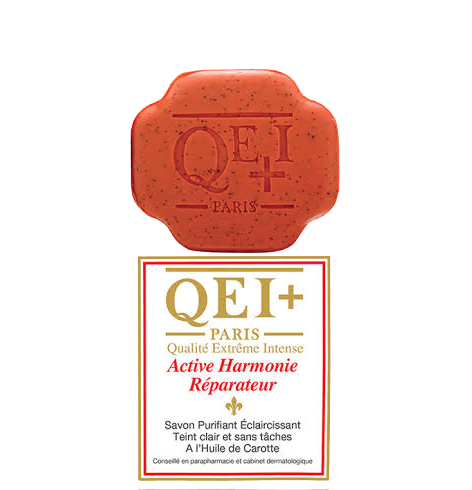 QEI
+
PARIS
QEI+
PARIS
Qualité Extrême Intense
Active Harmonie
Réparateur
Savon Purifiant Éclaircissant
Teint clair et sans tâches
A l'Huile de Carotte
Conseillé en parapharmacie et cabinet dermatologique